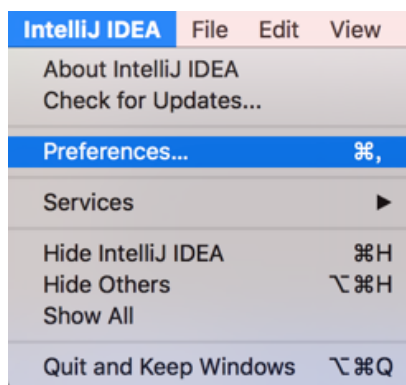 IntelliJ IDEA File Edit View
About IntelliJ IDEA
Check for Updates...
Preferences... ⌘,
Services ▶
Hide IntelliJ IDEA ⌘H
Hide Others ⌥⌘H
Show All
Quit and Keep Windows ⌥⌘Q